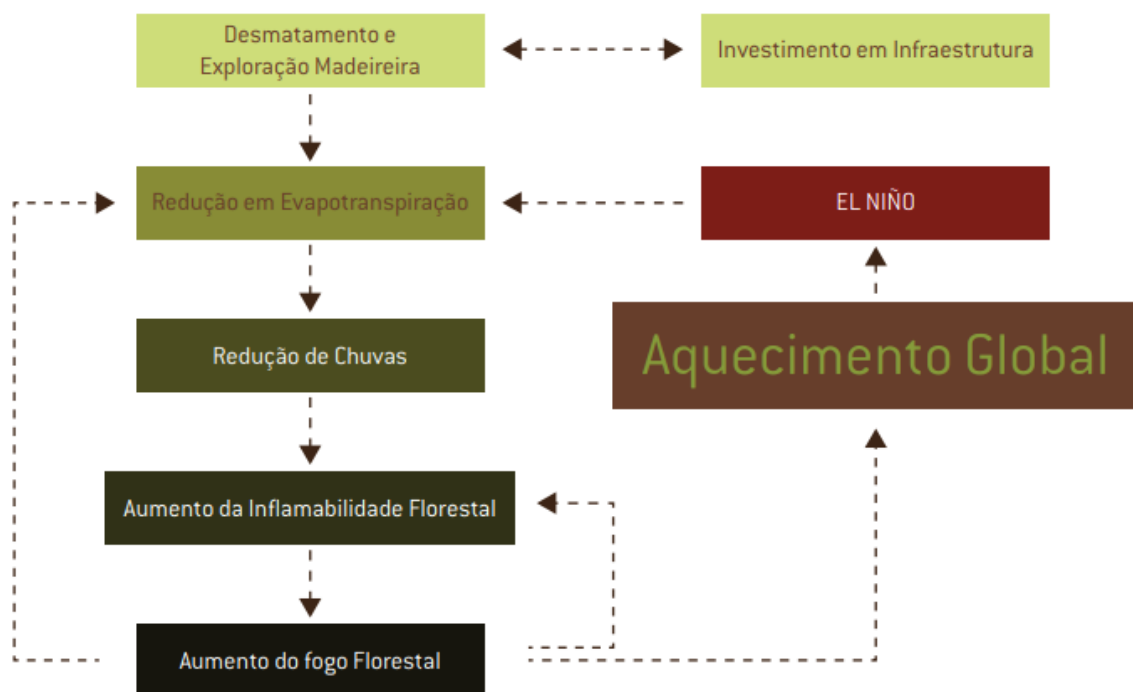 Desmatamento e
Exploração Madeireira
Investimento em Infraestrutura
Redução em Evapotranspiração
EL NIÑO
Redução de Chuvas
Aquecimento Global
Aumento da Inflamabilidade Florestal
Aumento do fogo Florestal